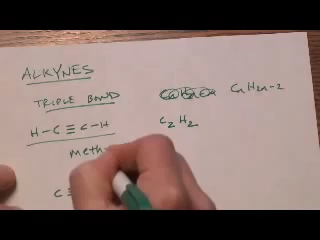 ALKYNES
TRIPLE BOND CnH2n-2
H-C≡C-H C2H2
meth
C≡